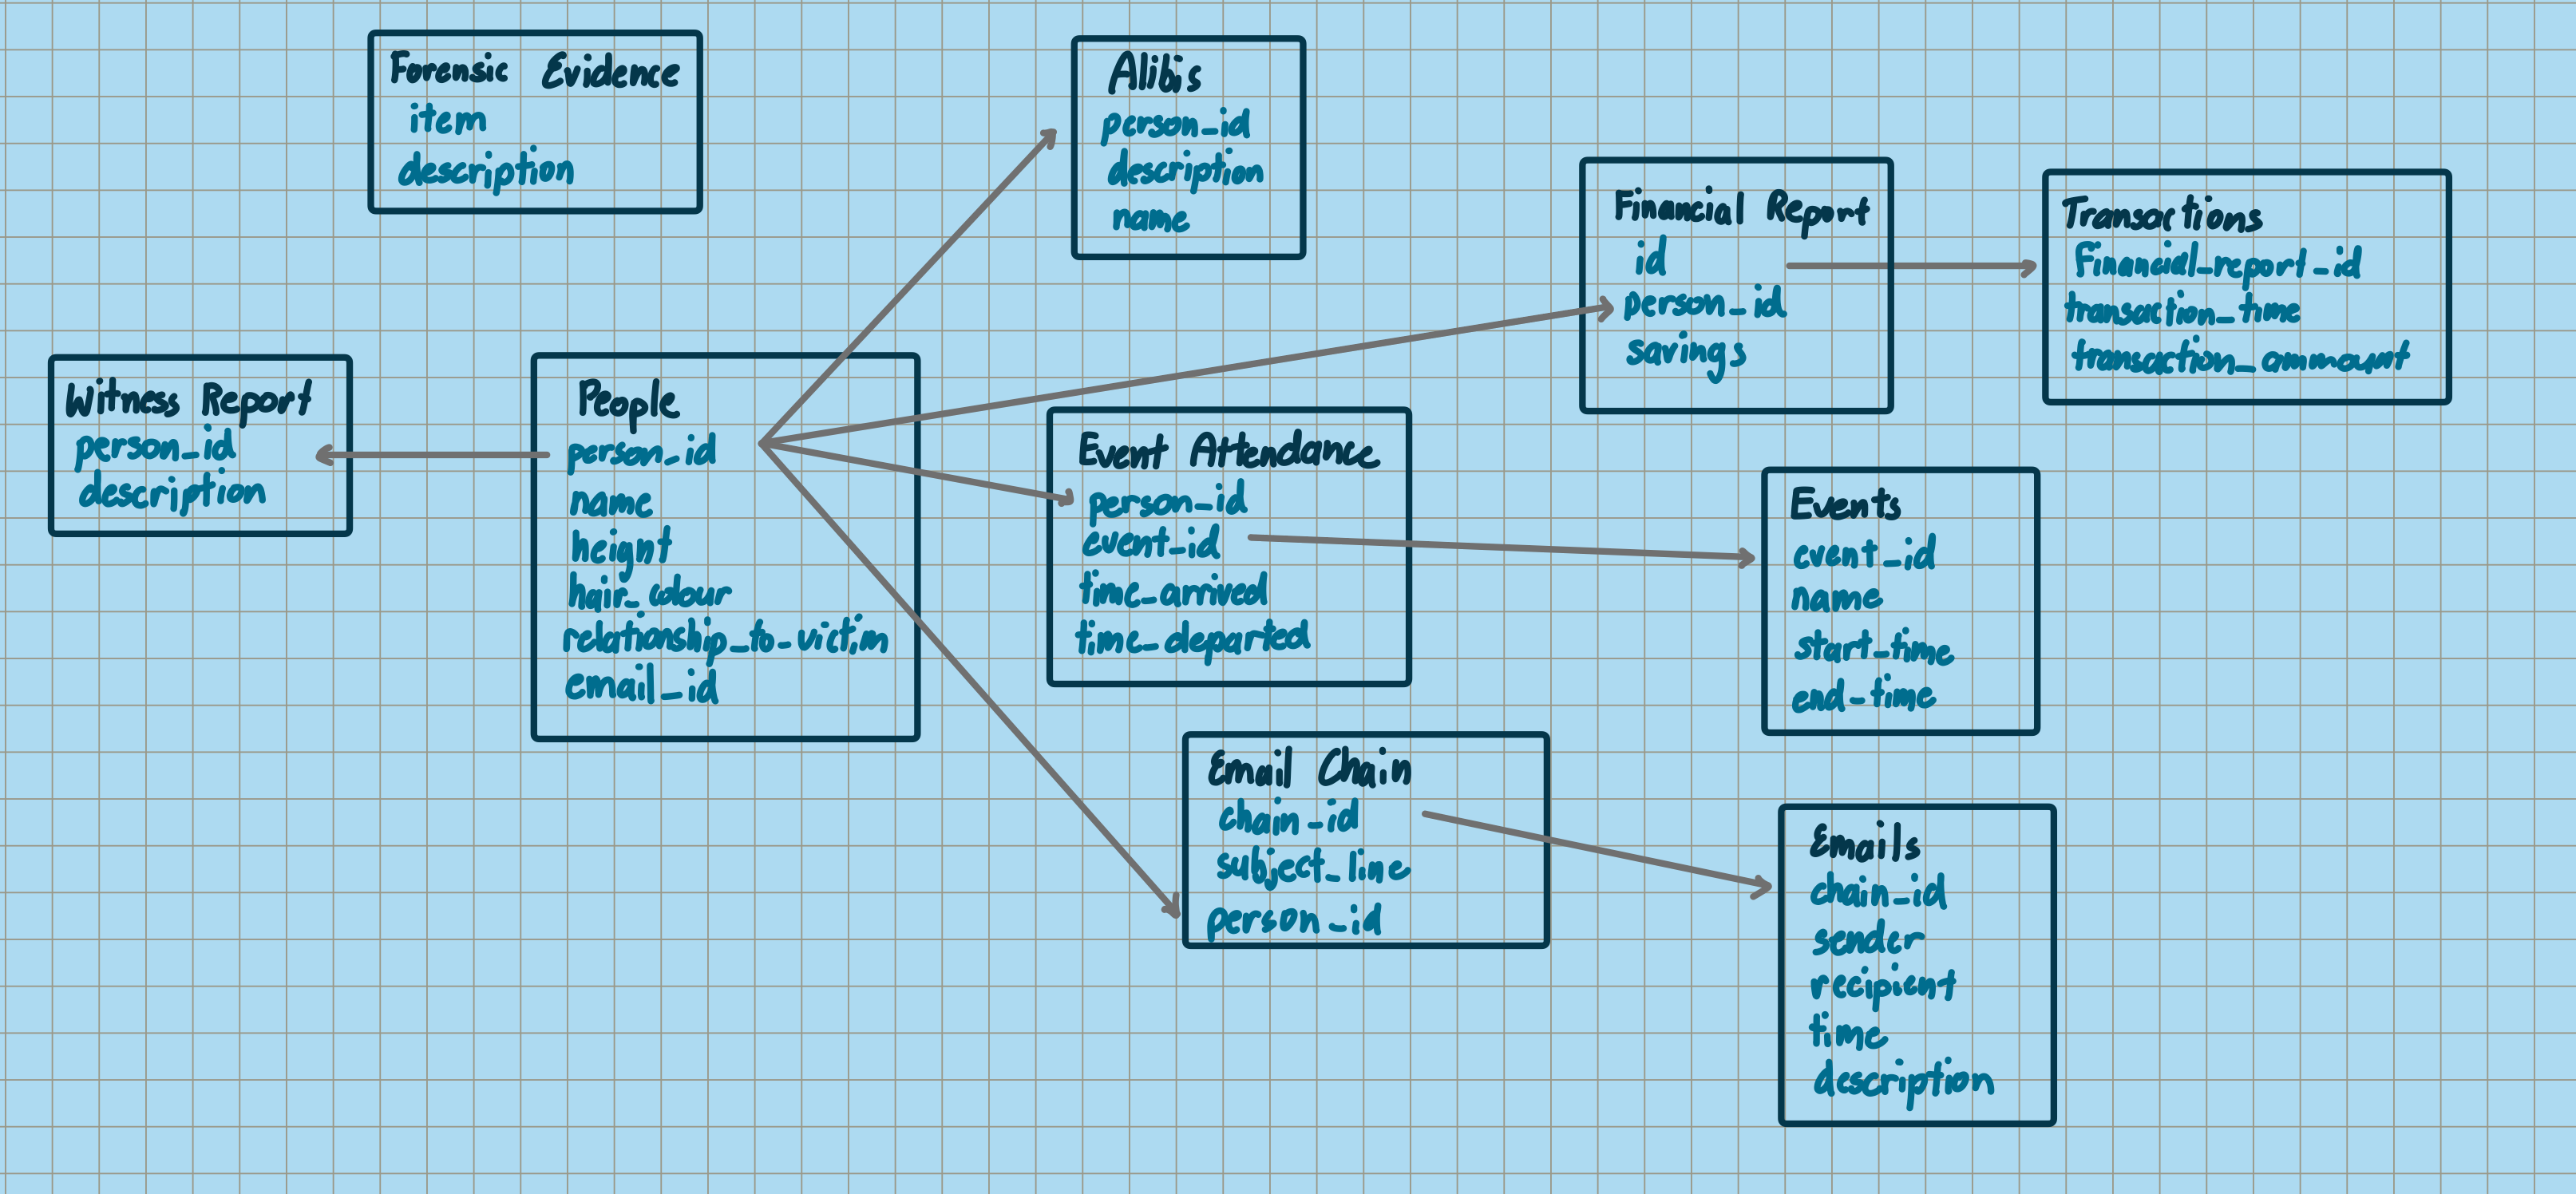 Forensic Evidence
item
description
Alibis
person_id
description
name
Financial Report
id
person_id
savings
Transactions
Financial_report_id
transaction_time
transaction_ammount
Witness Report
person_id
description
People
person_id
name
height
hair_colour
relationship_to_victim
email_id
Event Attendance
person_id
event_id
time_arrived
time_departed
Events
event_id
name
start_time
end_time
Email Chain
chain_id
subject_line
person_id
Emails
chain_id
sender
recipient
time
description